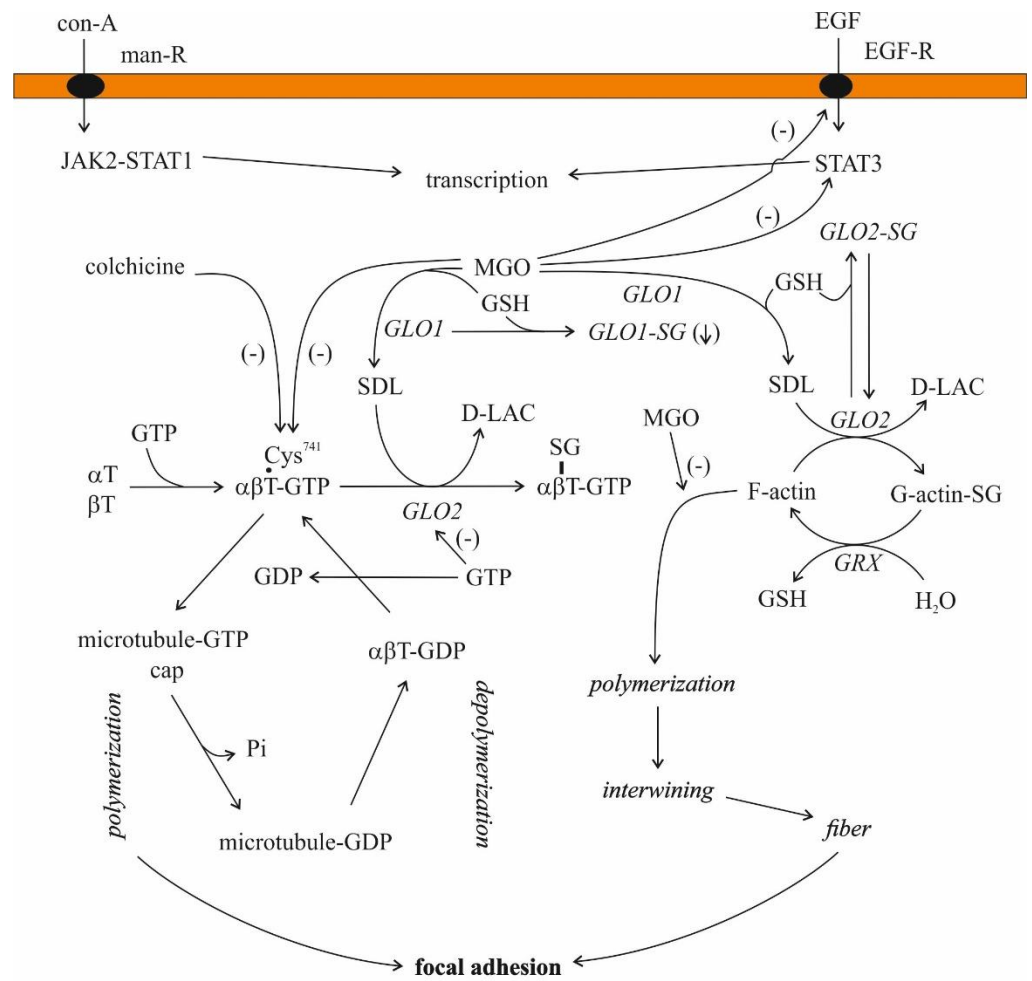 con-A
EGF
man-R
EGF-R
JAK2-STAT1
transcription
(-)
STAT3
(-)
GLO2-SG
colchicine
MGO
GSH
GLO1
GSH
GLO1
GLO1-SG (↓)
(-)
(-)
SDL
SDL
D-LAC
D-LAC
MGO
GLO2
GTP
Cys741
SG
(-)
αT
βT
αβT-GTP
αβT-GTP
F-actin
G-actin-SG
GLO2
(-)
GRX
GDP
GTP
GSH
H2O
microtubule-GTP
cap
αβT-GDP
polymerization
polymerization
depolymerization
Pi
interwining
microtubule-GDP
fiber
focal adhesion